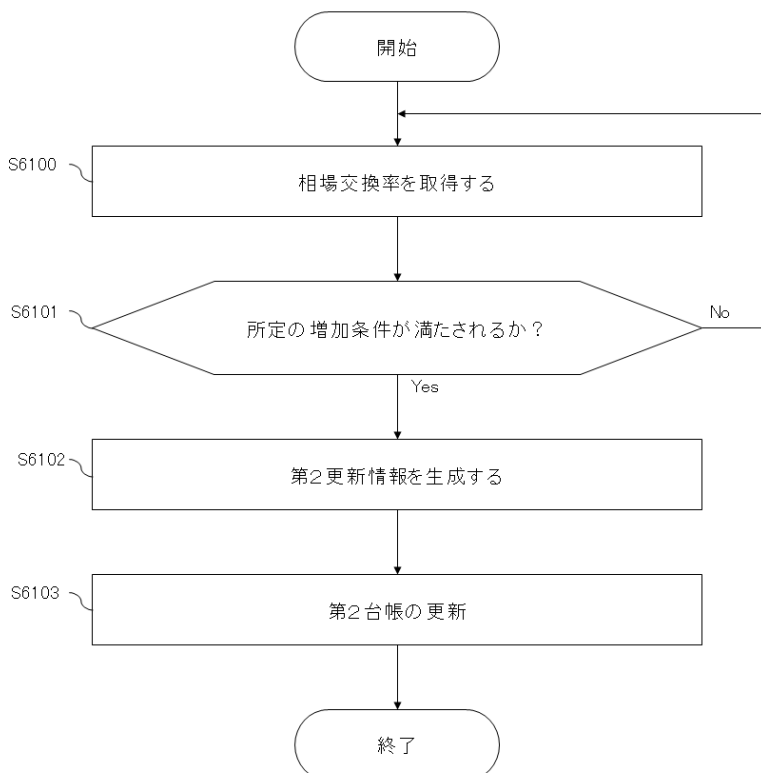 開始
S6100
相場交換率を取得する
S6101
所定の増加条件が満たされるか？
No
Yes
S6102
第2更新情報を生成する
S6103
第2台帳の更新
終了